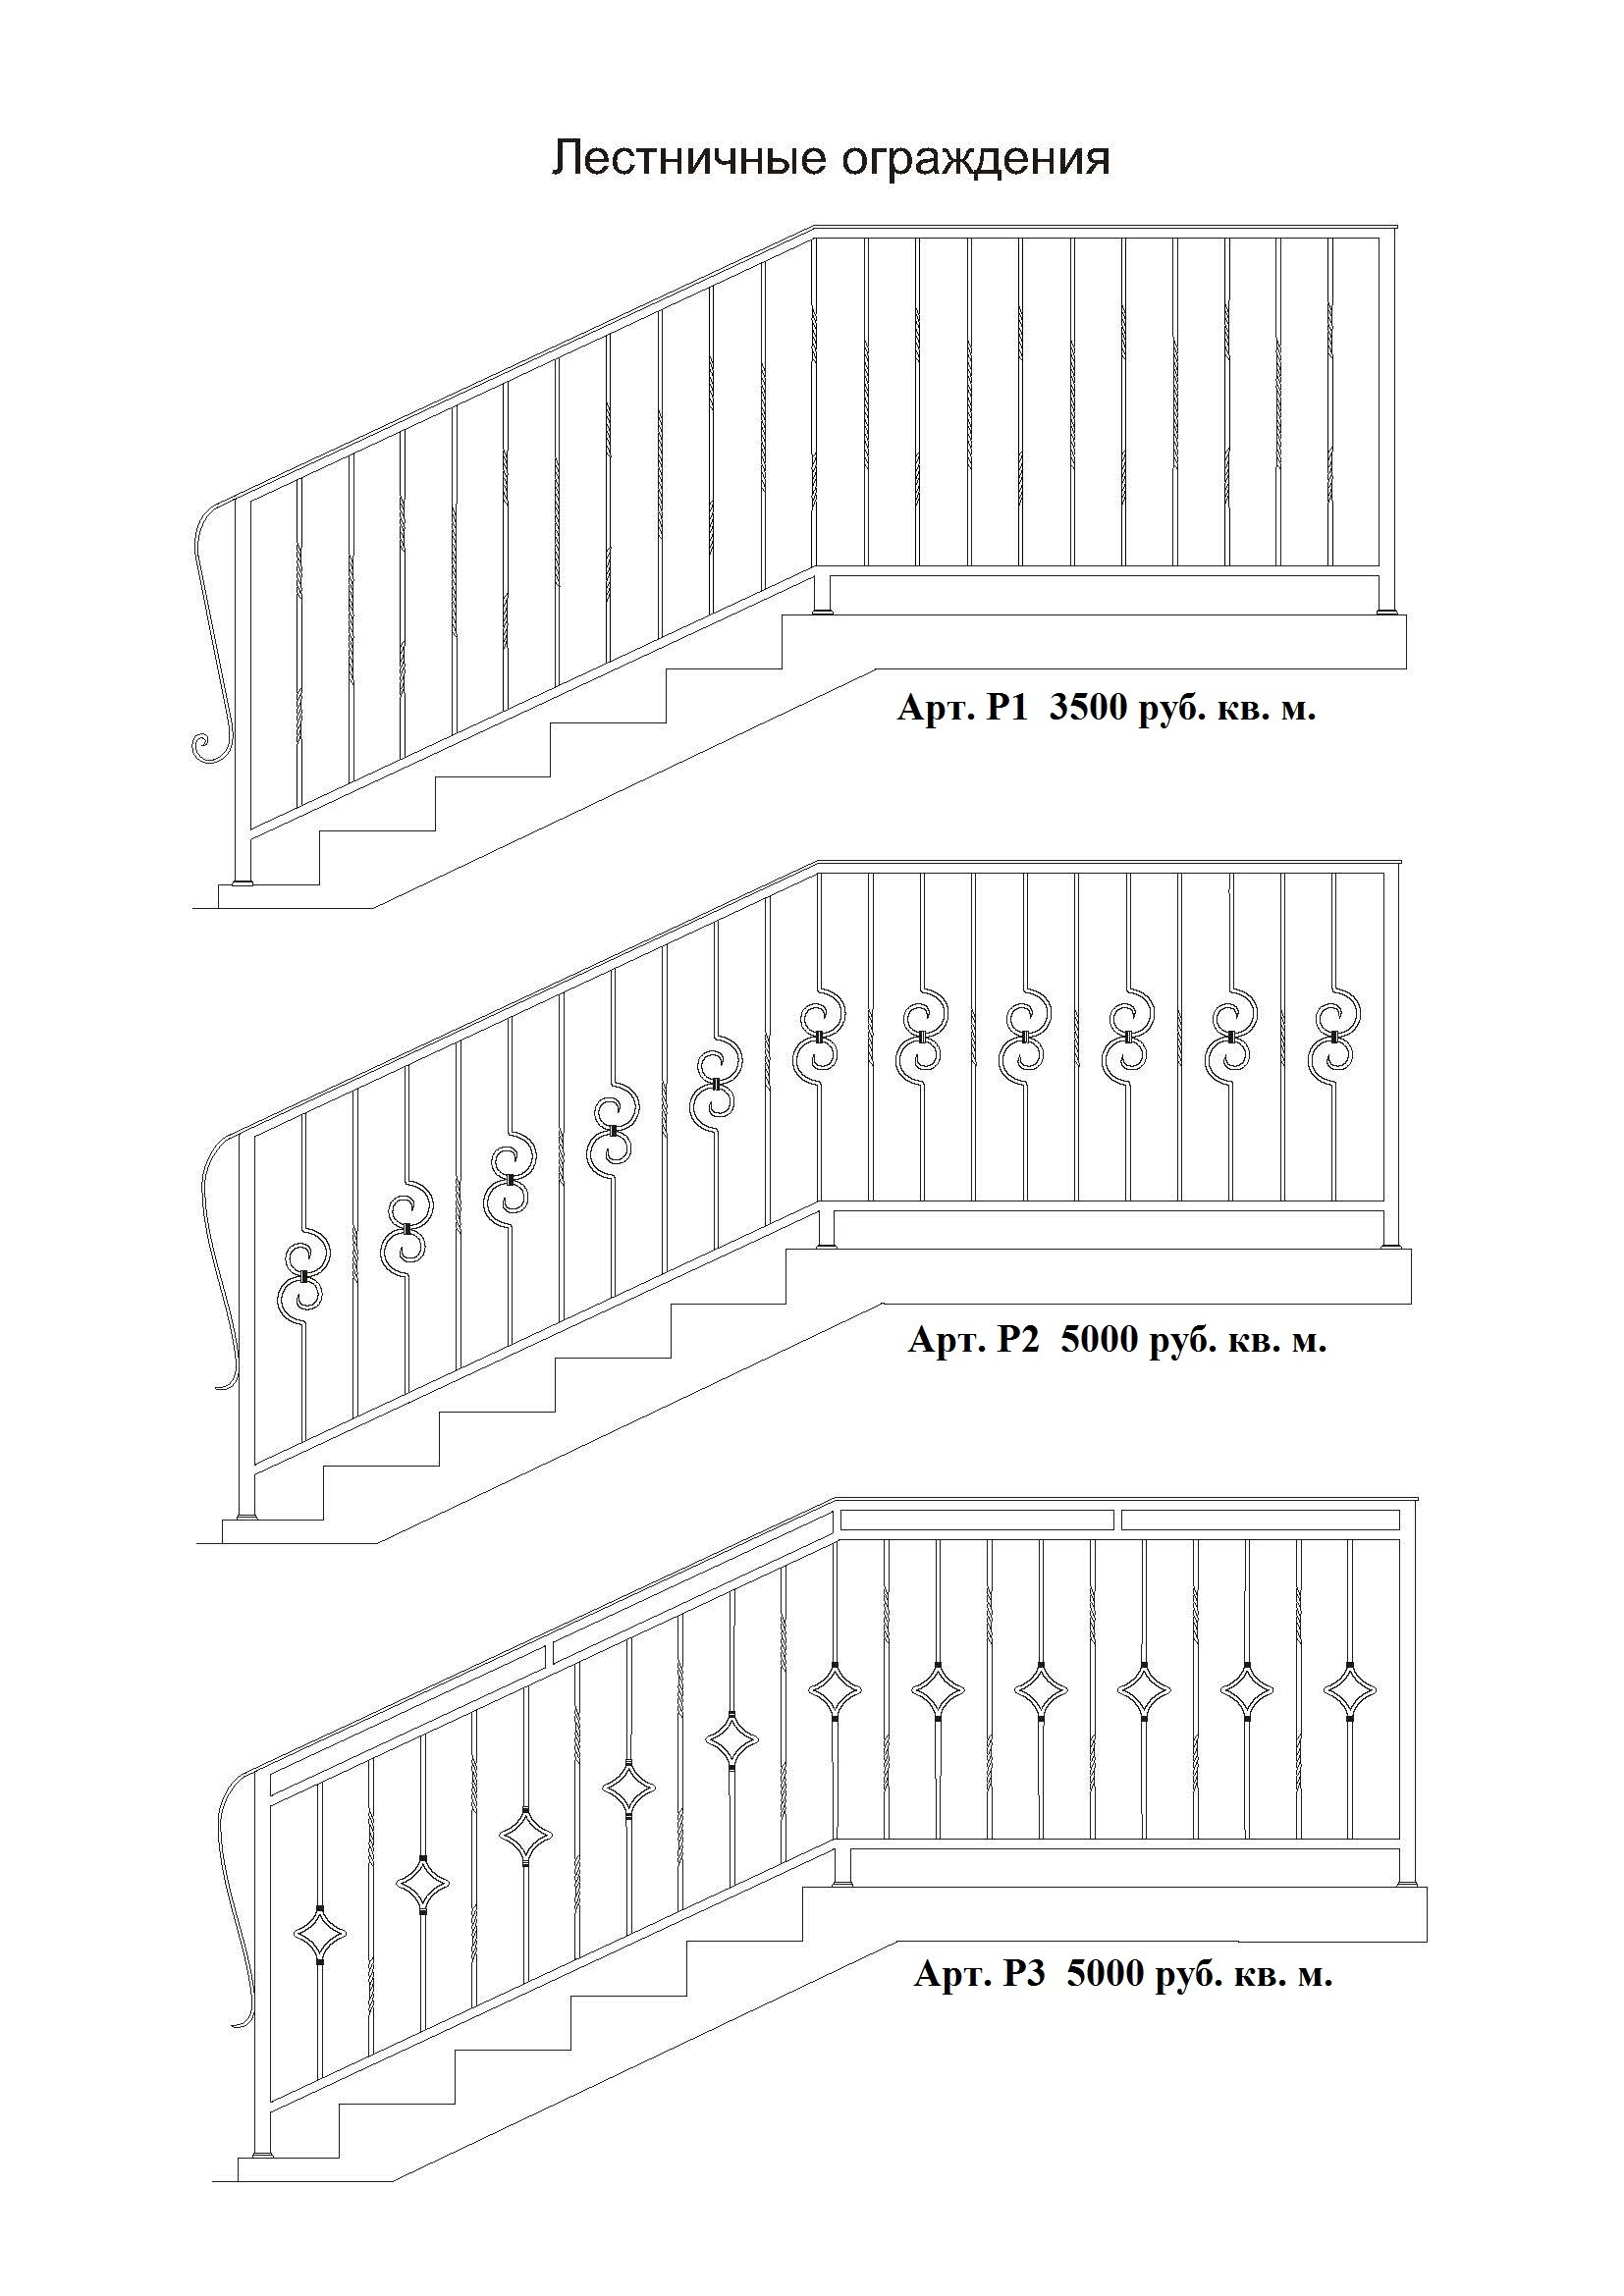 Лестничные ограждения
Арт. Р1 3500 руб. кв. м.
Арт. Р2 5000 руб. кв. м.
Арт. Р3 5000 руб. кв. м.